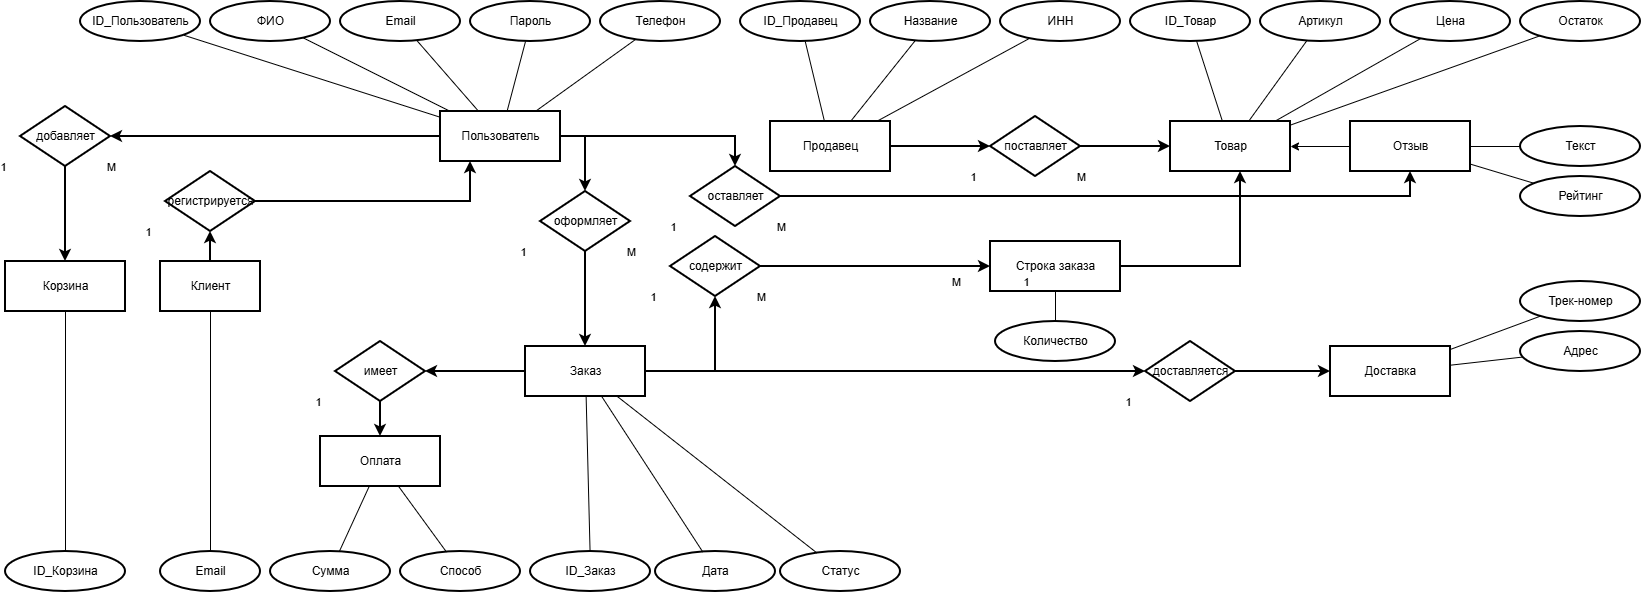 ID_Пользователь
ФИО
Email
Пароль
Телефон
ID_Продавец
Название
ИНН
ID_Товар
Артикул
Цена
Остаток
добавляет
Пользователь
Продавец
поставляет
Товар
Отзыв
Текст
1
М
1
М
регистрируется
оставляет
Рейтинг
оформляет
1
М
1
1
М
содержит
Строка заказа
Корзина
Клиент
М
1
1
М
Трек-номер
Количество
Адрес
имеет
Заказ
доставляется
Доставка
1
1
Оплата
ID_Корзина
Email
Сумма
Способ
ID_Заказ
Дата
Статус